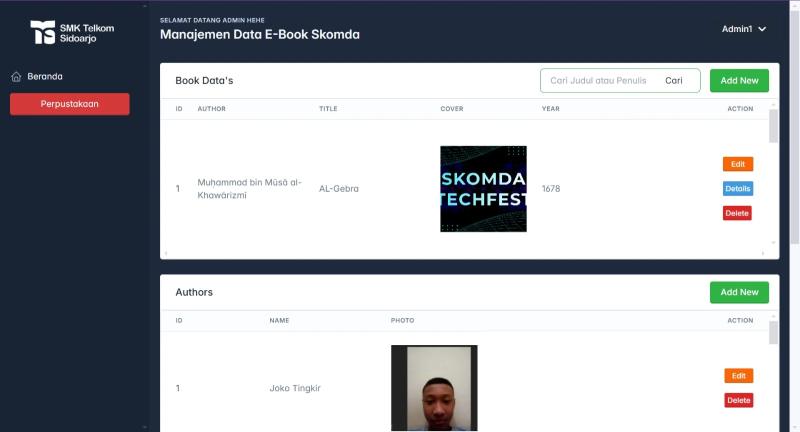 SMK Telkom
Sidoarjo
Beranda
Perpustakaan
SELAMAT DATANG ADMIN HEHE
Manajemen Data E-Book Skomda
Admin1
Book Data's
Cari Judul atau Penulis
Cari
Add New
ID AUTHOR TITLE COVER YEAR ACTION
1
Muḥammad bin Mūsā al-
Khawārizmī
AL-Gebra
SKOMDA
TECHFEST
1678
Edit
Details
Delete
Authors
Add New
ID NAME PHOTO ACTION
1
Joko Tingkir
Edit
Delete